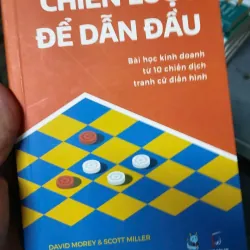 CHIẾN LƯỢ
ĐỂ DẪN ĐẦU
Bài học kinh doanh
từ 10 chiến dịch
tranh cử điển hình
DAVID MOREY & SCOTT MILLER